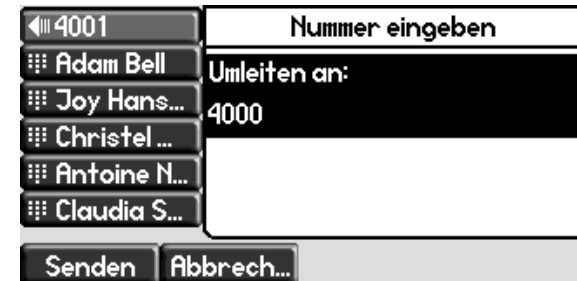 4001
Adam Bell
Joy Hans...
Christel ...
Antoine N...
Claudia S...
Nummer eingeben
Umleiten an:
4000
Senden
Abbrech...